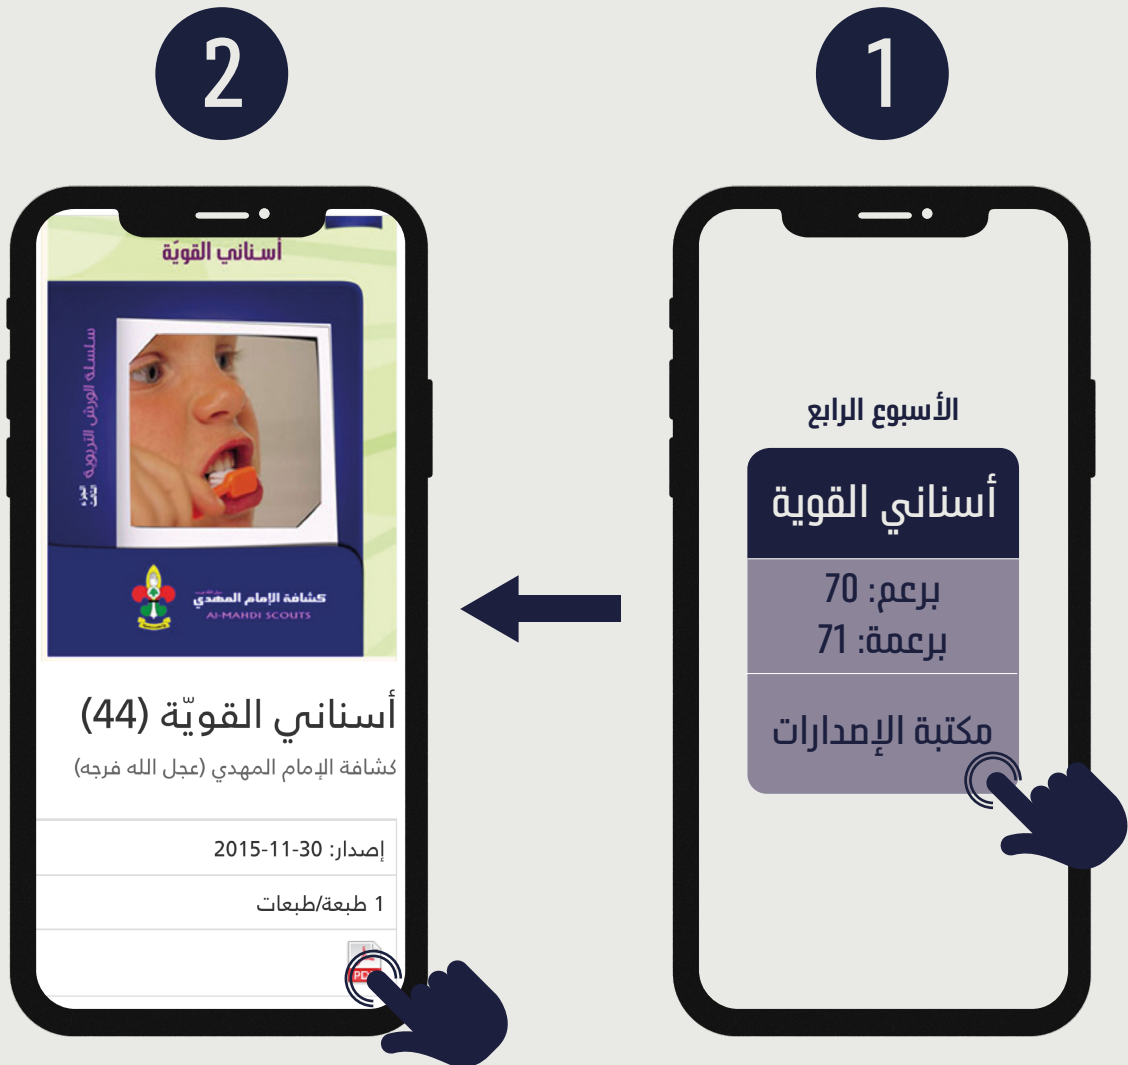 1
الأسبوع الرابع
أسناني القوية
برعم: 70
برعمة: 71
مكتبة الإصدارات
2
أسناني القويّة
سلسلة الورش التربوية
الجزء
الثالث
كشافة الإمام المهدي
Al-MAHDI SCOUTS
أسناني القويّة (44)
كشافة الإمام المهدي (عجل الله فرجه)
إصدار: 30-11-2015
1 طبعة/طبعات